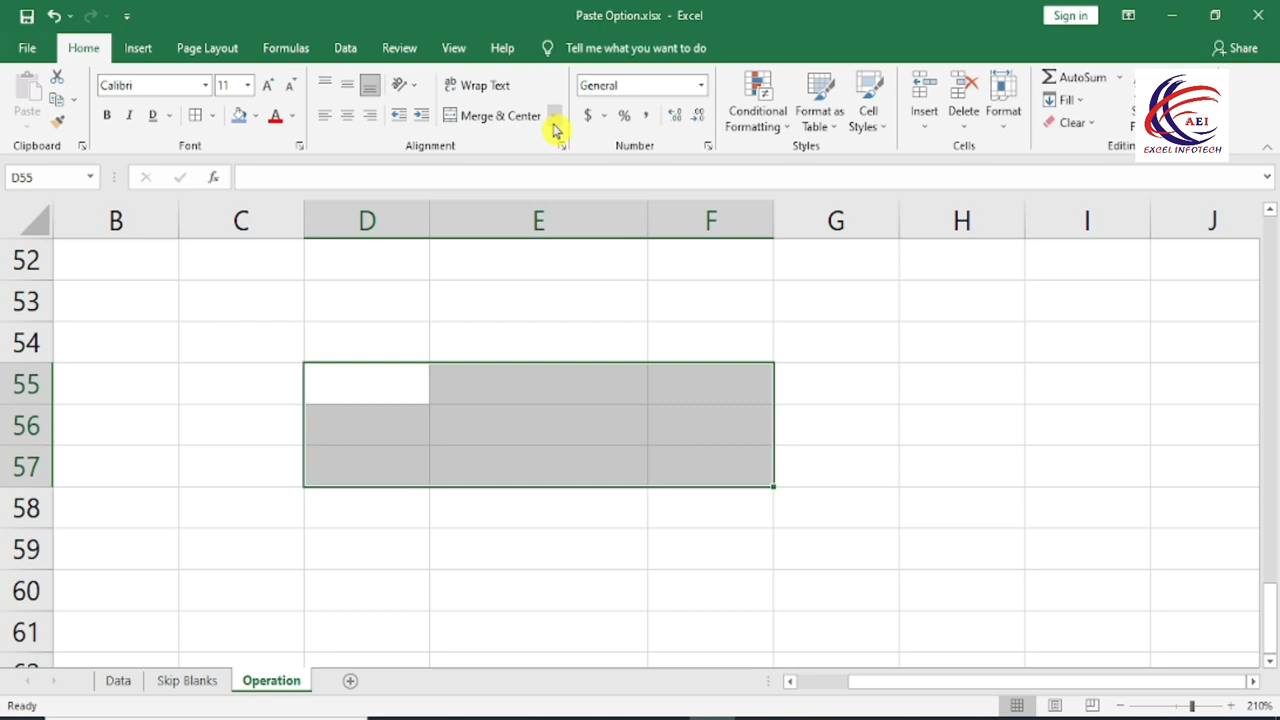 Paste Option.xlsx - Excel
Sign in
File Home Insert Page Layout Formulas Data Review View Help Tell me what you want to do Share
Paste
Clipboard
Calibri 11
B I U
Font
Wrap Text
Merge & Center
Alignment
General
$ % ,
Number
Conditional Formatting
Format as Table
Cell Styles
Styles
Insert Delete Format
Cells
AutoSum
Fill
Clear
AEI
EXCEL INFOTECH
D55
fx
B C D E F G H I J
52
53
54
55
56
57
58
59
60
61
Data Skip Blanks Operation
Ready
210%